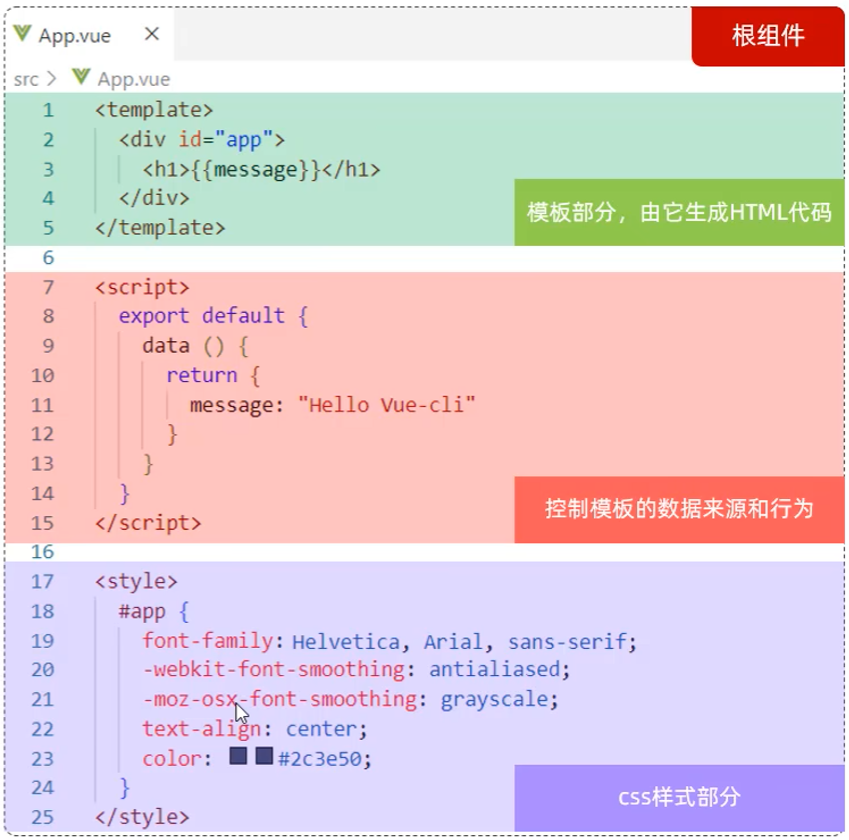 App.vue
根组件
src > App.vue
1 <template>
2 <div id="app">
3 <h1>{{message}}</h1>
4 </div>
模板部分，由它生成HTML代码
5 </template>
6
7 <script>
8 export default {
9 data () {
10 return {
11 message: "Hello Vue-cli"
12 }
13 }
14 }
控制模板的数据来源和行为
15 </script>
16
17 <style>
18 #app {
19 font-family: Helvetica, Arial, sans-serif;
20 -webkit-font-smoothing: antialiased;
21 -moz-osx-font-smoothing: grayscale;
22 text-align: center;
23 color: #2c3e50;
24 }
css样式部分
25 </style>